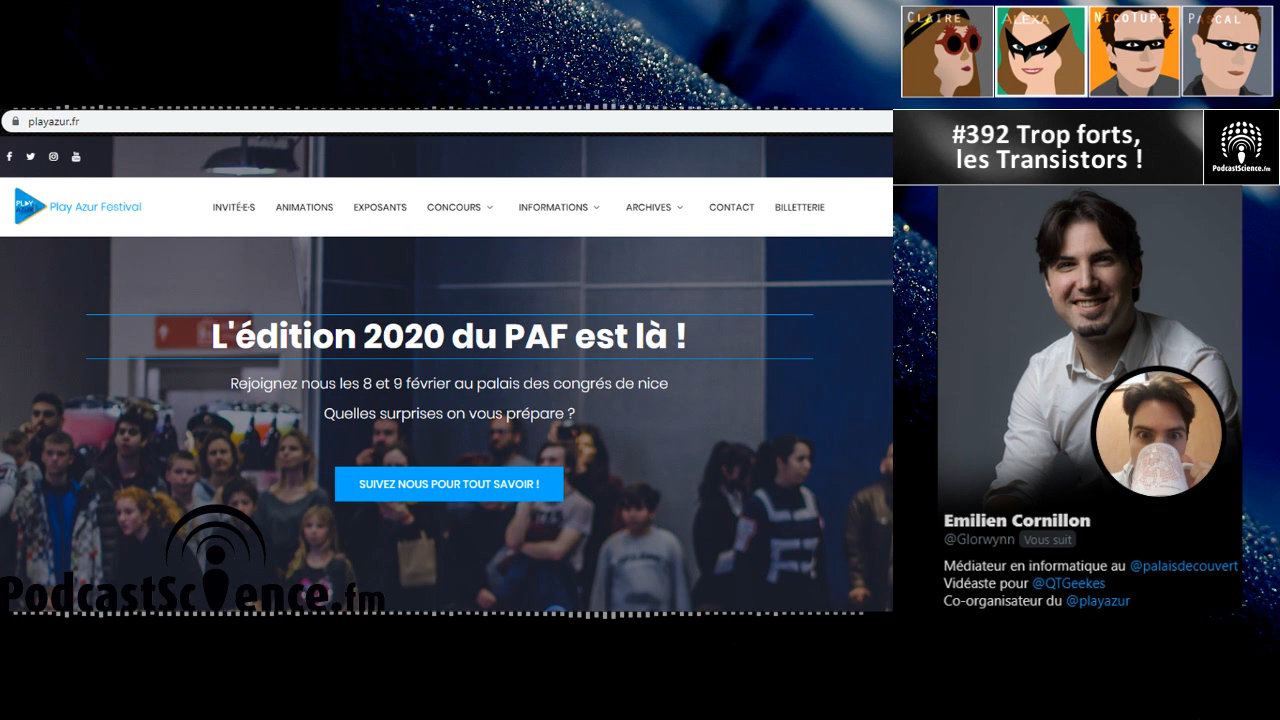 CLAIRE
ALEXA
NICOTUPE
PASCAL
playazur.fr
#392 Trop forts,
les Transistors !
PodcastScience.fm
PLAY
AZUR
Play Azur Festival
INVITÉ·E·S
ANIMATIONS
EXPOSANTS
CONCOURS
INFORMATIONS
ARCHIVES
CONTACT
BILLETTERIE
L'édition 2020 du PAF est là !
Rejoignez nous les 8 et 9 février au palais des congrés de nice
Quelles surprises on vous prépare ?
SUIVEZ NOUS POUR TOUT SAVOIR !
PodcastScience.fm
Emilien Cornillon
@Glorwynn Vous suit
Médiateur en informatique au @palaisdecouvert
Vidéaste pour @QTGeekes
Co-organisateur du @playazur